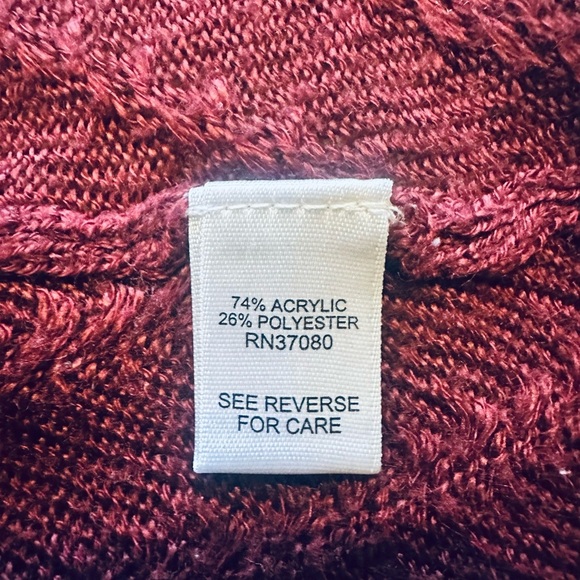 74% ACRYLIC
26% POLYESTER
RN37080
SEE REVERSE
FOR CARE